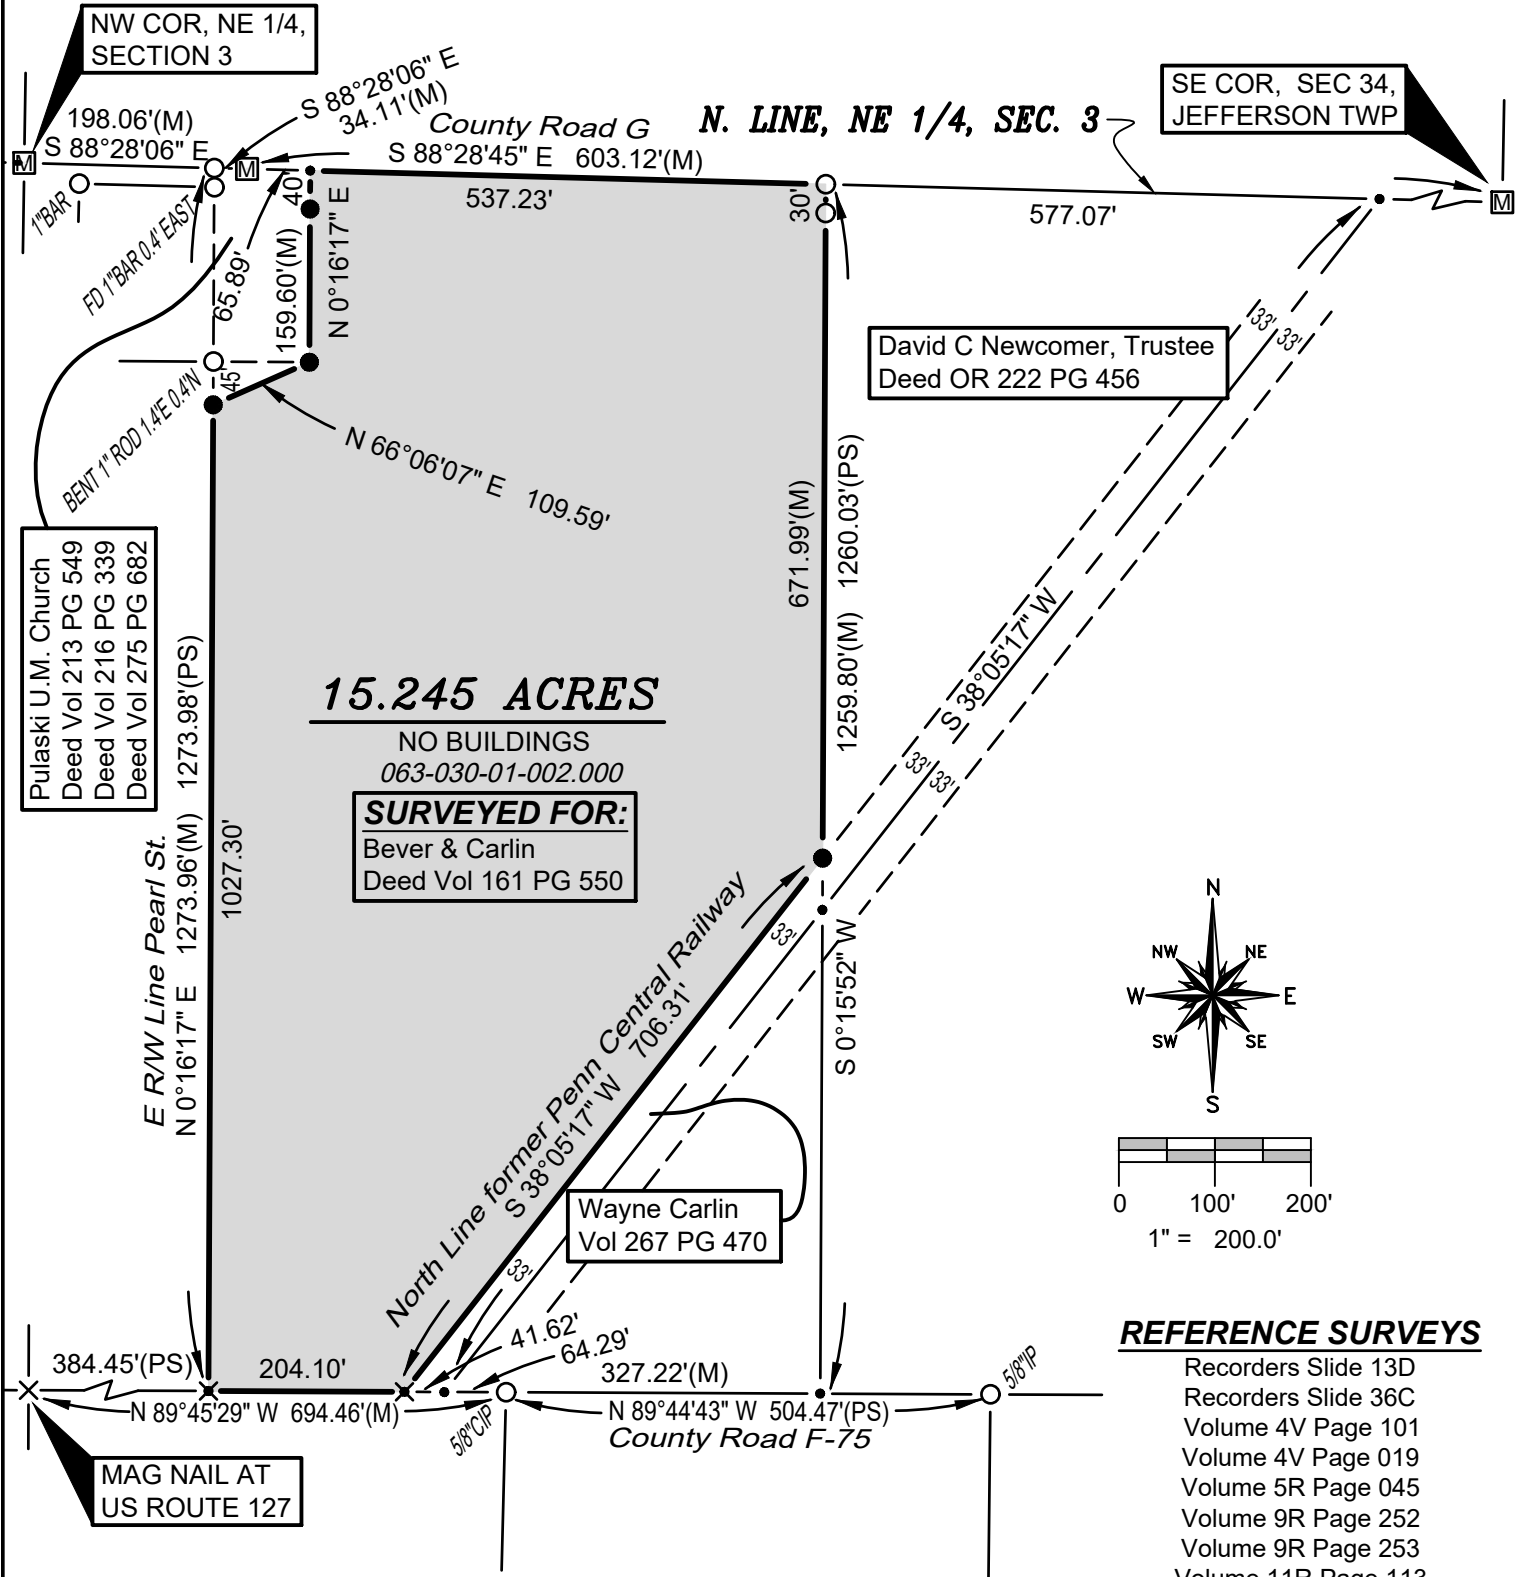 NW COR, NE 1/4,
SECTION 3
198.06'(M)
S 88°28'06" E
S 88°28'06" E
34.11'(M)
County Road G
S 88°28'45" E 603.12'(M)
N. LINE, NE 1/4, SEC. 3
SE COR, SEC 34,
JEFFERSON TWP
M
M
M
1"BAR
FD 1"BAR 0.4' EAST
65.89'
40'
537.23'
30'
577.07'
159.60'(M)
N 0°16'17" E
45'
BENT 1" ROD 1.4'E 0.4'N
N 66°06'07" E 109.59'
David C Newcomer, Trustee
Deed OR 222 PG 456
33'
33'
Pulaski U.M. Church
Deed Vol 213 PG 549
Deed Vol 216 PG 339
Deed Vol 275 PG 682
671.99'(M)
1259.80'(M) 1260.03'(PS)
S 38°05'17" W
33'
33'
15.245 ACRES
NO BUILDINGS
063-030-01-002.000
SURVEYED FOR:
Bever & Carlin
Deed Vol 161 PG 550
E R/W Line Pearl St.
N 0°16'17" E 1273.96'(M) 1273.98'(PS)
1027.30'
North Line former Penn Central Railway
S 38°05'17" W 706.31'
33'
S 0°15'52" W
N
NW
NE
W
E
SW
SE
S
0 100' 200'
1" = 200.0'
Wayne Carlin
Vol 267 PG 470
33'
41.62'
64.29'
384.45'(PS)
204.10'
327.22'(M)
N 89°45'29" W 694.46'(M)
5/8"CIP
N 89°44'43" W 504.47'(PS)
County Road F-75
5/8"IP
MAG NAIL AT
US ROUTE 127
REFERENCE SURVEYS
Recorders Slide 13D
Recorders Slide 36C
Volume 4V Page 101
Volume 4V Page 019
Volume 5R Page 045
Volume 9R Page 252
Volume 9R Page 253
Volume 11R Page 113